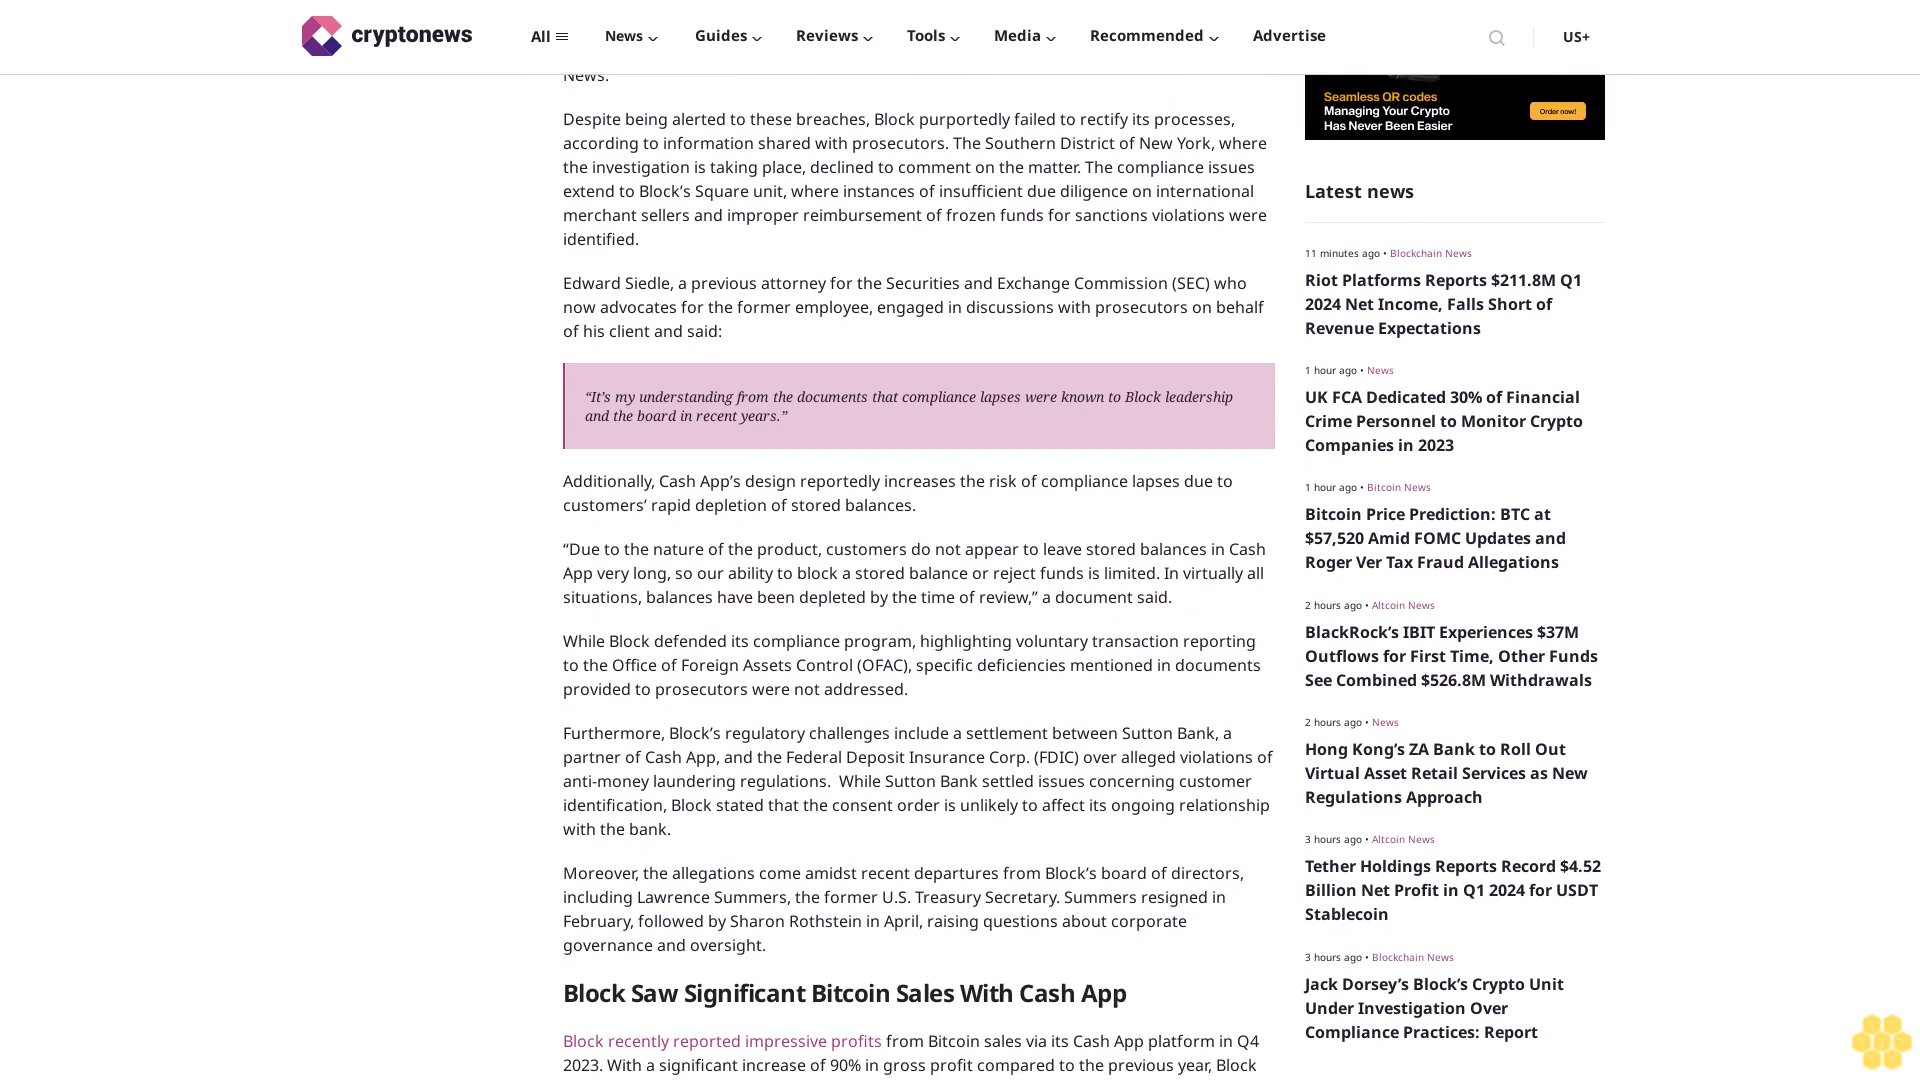 cryptonews
All
News
Guides
Reviews
Tools
Media
Recommended
Advertise
US+
News.
Despite being alerted to these breaches, Block purportedly failed to rectify its processes,
according to information shared with prosecutors. The Southern District of New York, where
the investigation is taking place, declined to comment on the matter. The compliance issues
extend to Block’s Square unit, where instances of insufficient due diligence on international
merchant sellers and improper reimbursement of frozen funds for sanctions violations were
identified.
Edward Siedle, a previous attorney for the Securities and Exchange Commission (SEC) who
now advocates for the former employee, engaged in discussions with prosecutors on behalf
of his client and said:
“It’s my understanding from the documents that compliance lapses were known to Block leadership
and the board in recent years.”
Additionally, Cash App’s design reportedly increases the risk of compliance lapses due to
customers’ rapid depletion of stored balances.
“Due to the nature of the product, customers do not appear to leave stored balances in Cash
App very long, so our ability to block a stored balance or reject funds is limited. In virtually all
situations, balances have been depleted by the time of review,” a document said.
While Block defended its compliance program, highlighting voluntary transaction reporting
to the Office of Foreign Assets Control (OFAC), specific deficiencies mentioned in documents
provided to prosecutors were not addressed.
Furthermore, Block’s regulatory challenges include a settlement between Sutton Bank, a
partner of Cash App, and the Federal Deposit Insurance Corp. (FDIC) over alleged violations of
anti-money laundering regulations.  While Sutton Bank settled issues concerning customer
identification, Block stated that the consent order is unlikely to affect its ongoing relationship
with the bank.
Moreover, the allegations come amidst recent departures from Block’s board of directors,
including Lawrence Summers, the former U.S. Treasury Secretary. Summers resigned in
February, followed by Sharon Rothstein in April, raising questions about corporate
governance and oversight.
Block Saw Significant Bitcoin Sales With Cash App
Block recently reported impressive profits from Bitcoin sales via its Cash App platform in Q4
2023. With a significant increase of 90% in gross profit compared to the previous year, Block
Seamless QR codes
Managing Your Crypto
Has Never Been Easier
Order now!
Latest news
11 minutes ago • Blockchain News
Riot Platforms Reports $211.8M Q1
2024 Net Income, Falls Short of
Revenue Expectations
1 hour ago • News
UK FCA Dedicated 30% of Financial
Crime Personnel to Monitor Crypto
Companies in 2023
1 hour ago • Bitcoin News
Bitcoin Price Prediction: BTC at
$57,520 Amid FOMC Updates and
Roger Ver Tax Fraud Allegations
2 hours ago • Altcoin News
BlackRock’s IBIT Experiences $37M
Outflows for First Time, Other Funds
See Combined $526.8M Withdrawals
2 hours ago • News
Hong Kong’s ZA Bank to Roll Out
Virtual Asset Retail Services as New
Regulations Approach
3 hours ago • Altcoin News
Tether Holdings Reports Record $4.52
Billion Net Profit in Q1 2024 for USDT
Stablecoin
3 hours ago • Blockchain News
Jack Dorsey’s Block’s Crypto Unit
Under Investigation Over
Compliance Practices: Report